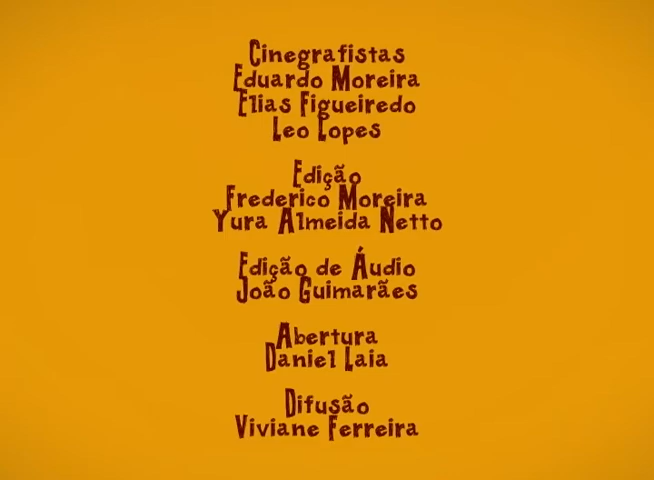 Cinegrafistas
Eduardo Moreira
Elias Figueiredo
Leo Lopes
Edição
Frederico Moreira
Yura Almeida Netto
Edição de Áudio
João Guimarães
Abertura
Daniel Laia
Difusão
Viviane Ferreira